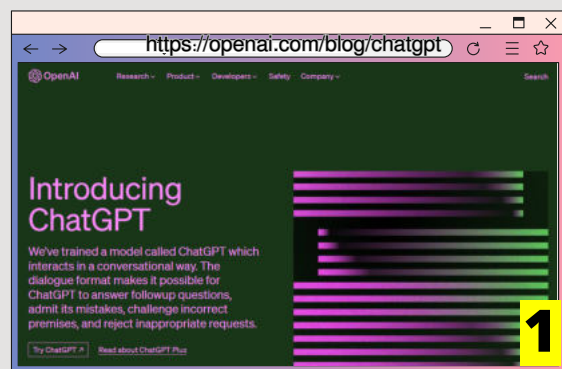 https://openai.com/blog/chatgpt
OpenAI Research Product Developers Safety Company Search
Introducing
ChatGPT
We've trained a model called ChatGPT which
interacts in a conversational way. The
dialogue format makes it possible for
ChatGPT to answer followup questions,
admit its mistakes, challenge incorrect
premises, and reject inappropriate requests.
Try ChatGPT ↗ Read about ChatGPT Plus
1